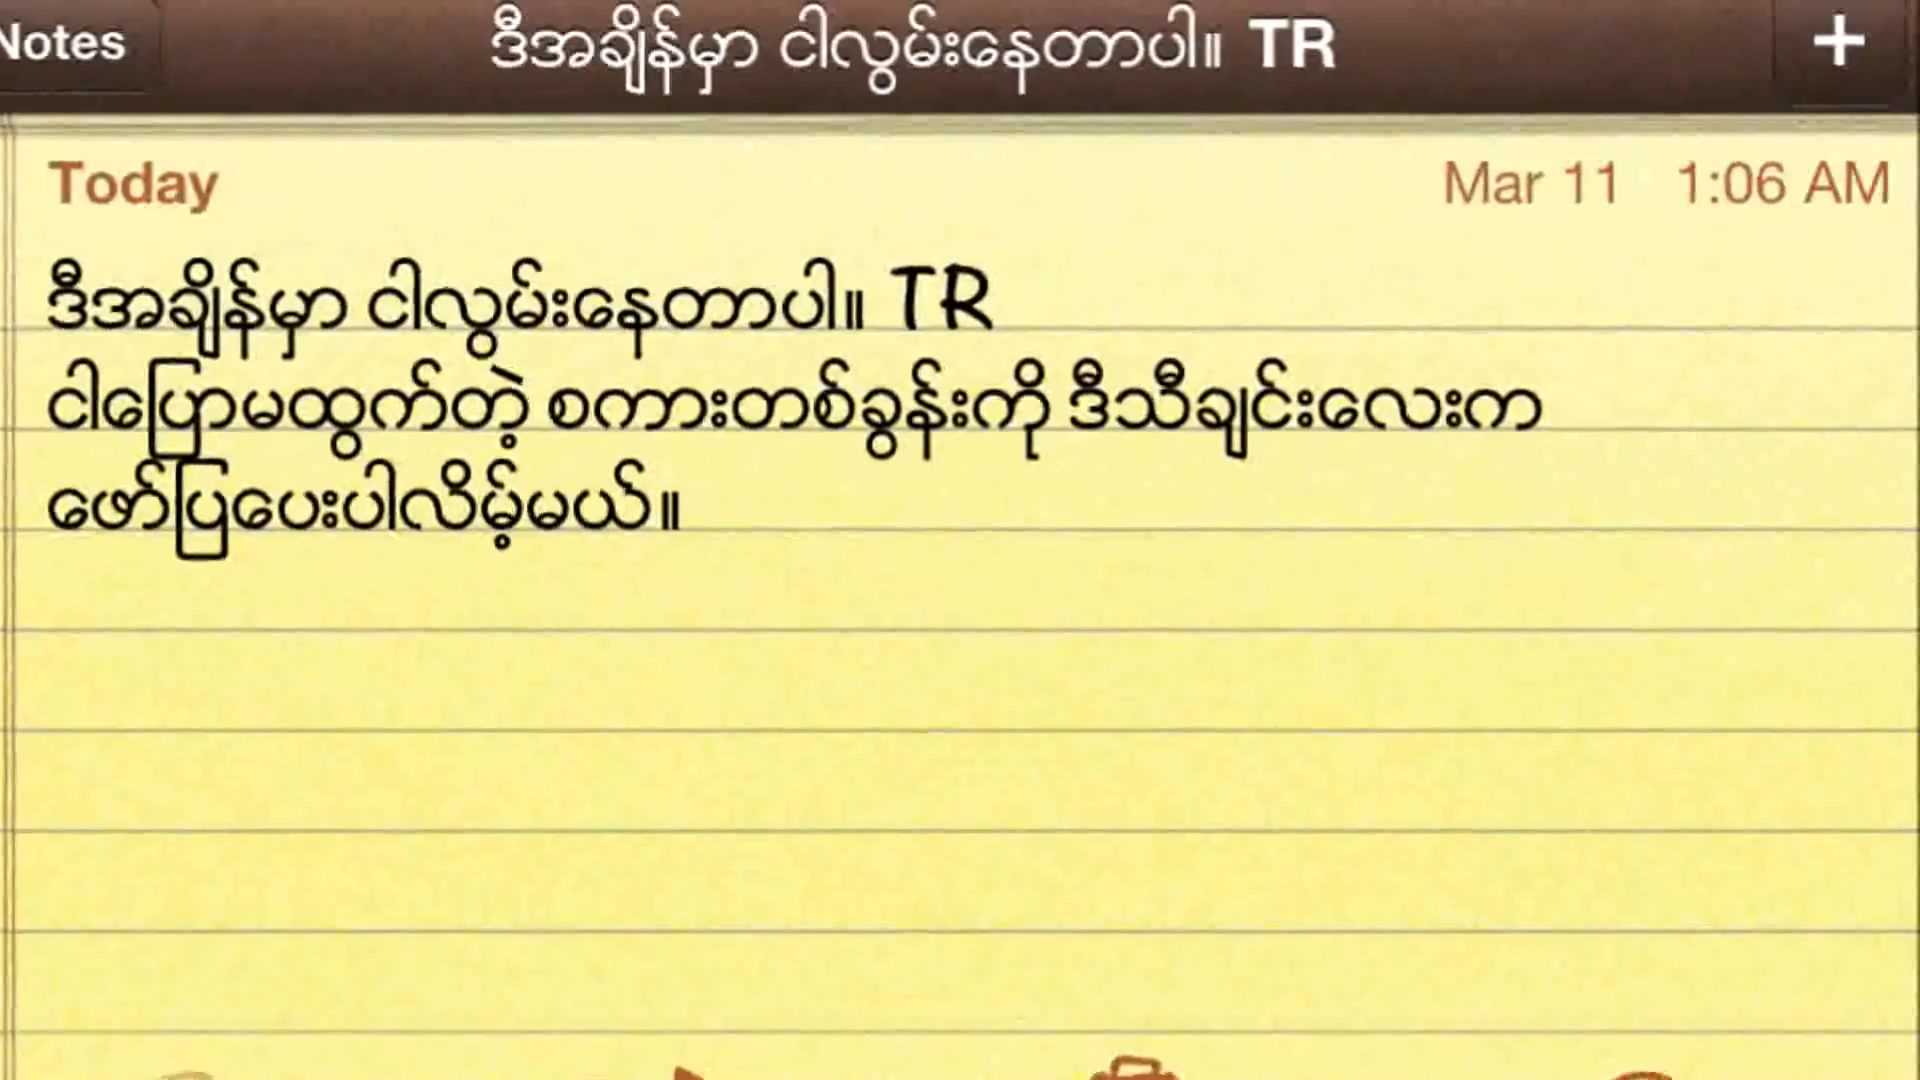 Notes
ဒီအချိန်မှာ ငါလွမ်းနေတာပါ။ TR
+
Today
Mar 11 1:06 AM
ဒီအချိန်မှာ ငါလွမ်းနေတာပါ။ TR
ငါပြောမထွက်တဲ့ စကားတစ်ခွန်းကို ဒီသီချင်းလေးက
ဖော်ပြပေးပါလိမ့်မယ်။